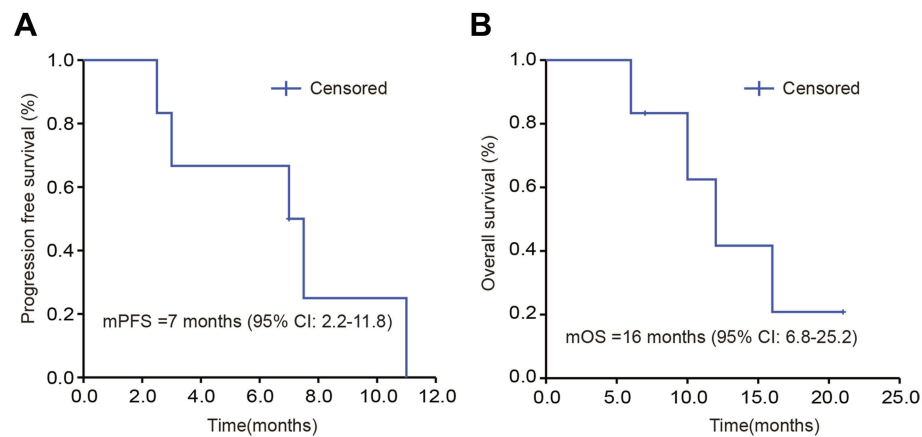 A
B
1.0
0.8
0.6
0.4
0.2
0.0
Progression free survival (%)
Censored
mPFS =7 months (95% CI: 2.2-11.8)
0.0 2.0 4.0 6.0 8.0 10.0 12.0
Time(months)
1.0
0.8
0.6
0.4
0.2
0.0
Overall survival (%)
Censored
mOS =16 months (95% CI: 6.8-25.2)
0.0 5.0 10.0 15.0 20.0 25.0
Time(months)